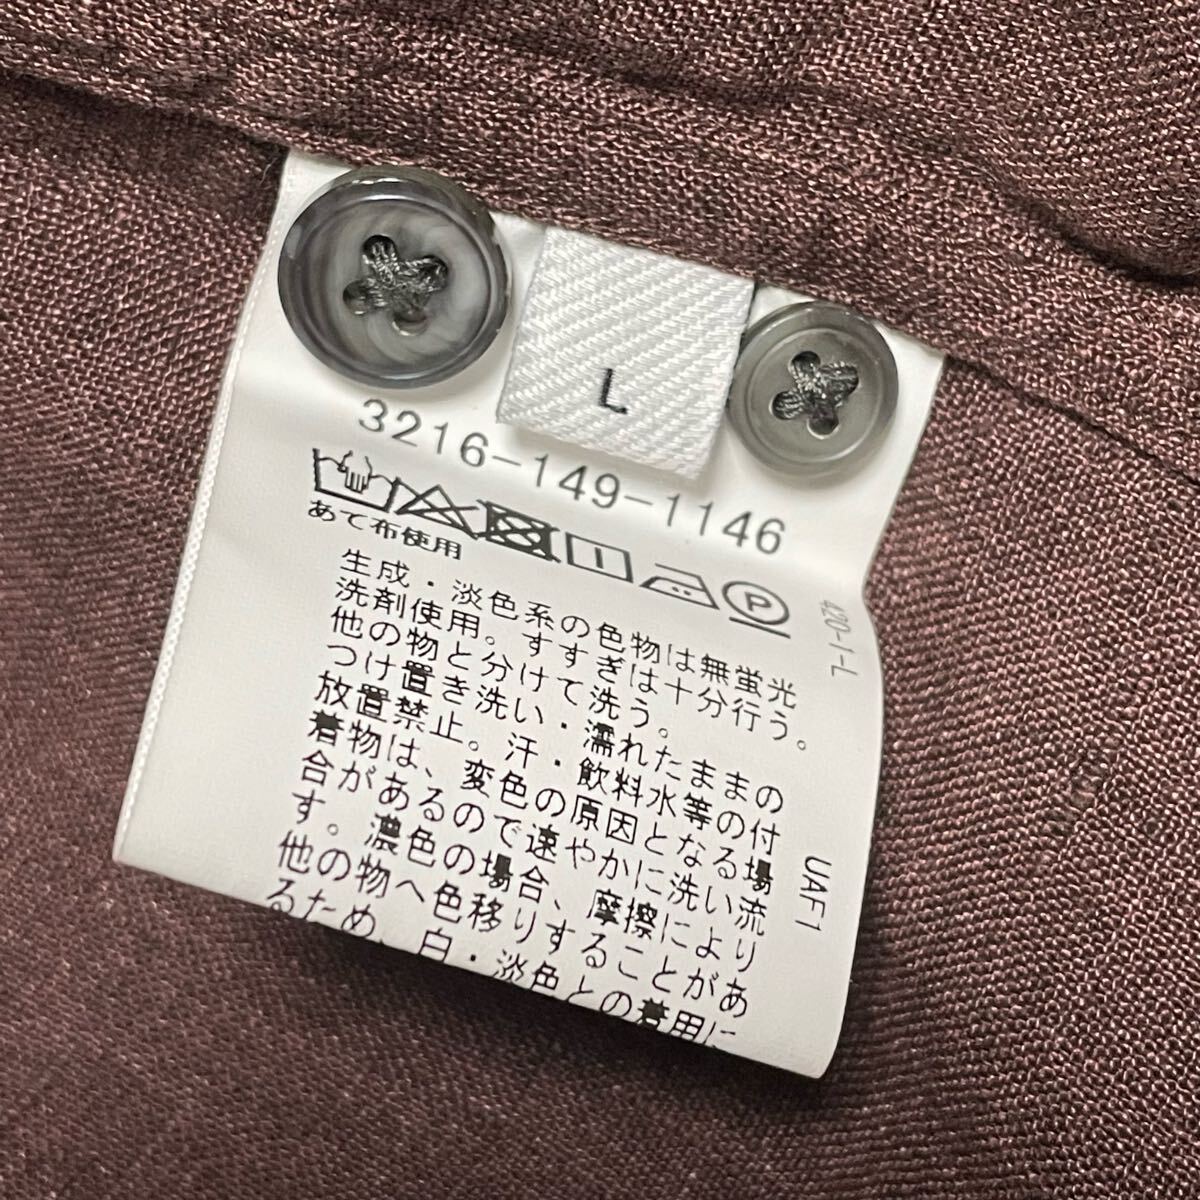 L
3216-149-1146
あて布使用
P
生成・淡色系の色物は無蛍光
洗剤使用。すすぎは十分行う。
他の物と分けて洗う。
つけ置き洗い・濡れたままの
放置禁止。汗・飲料水等の付
着物は、変色の原因となる場
合があるので速やかに洗い流
す。濃色の場合、摩擦により
他の物へ色移りすることがあ
るため、白・淡色との着用に
420-1-L
UAF1